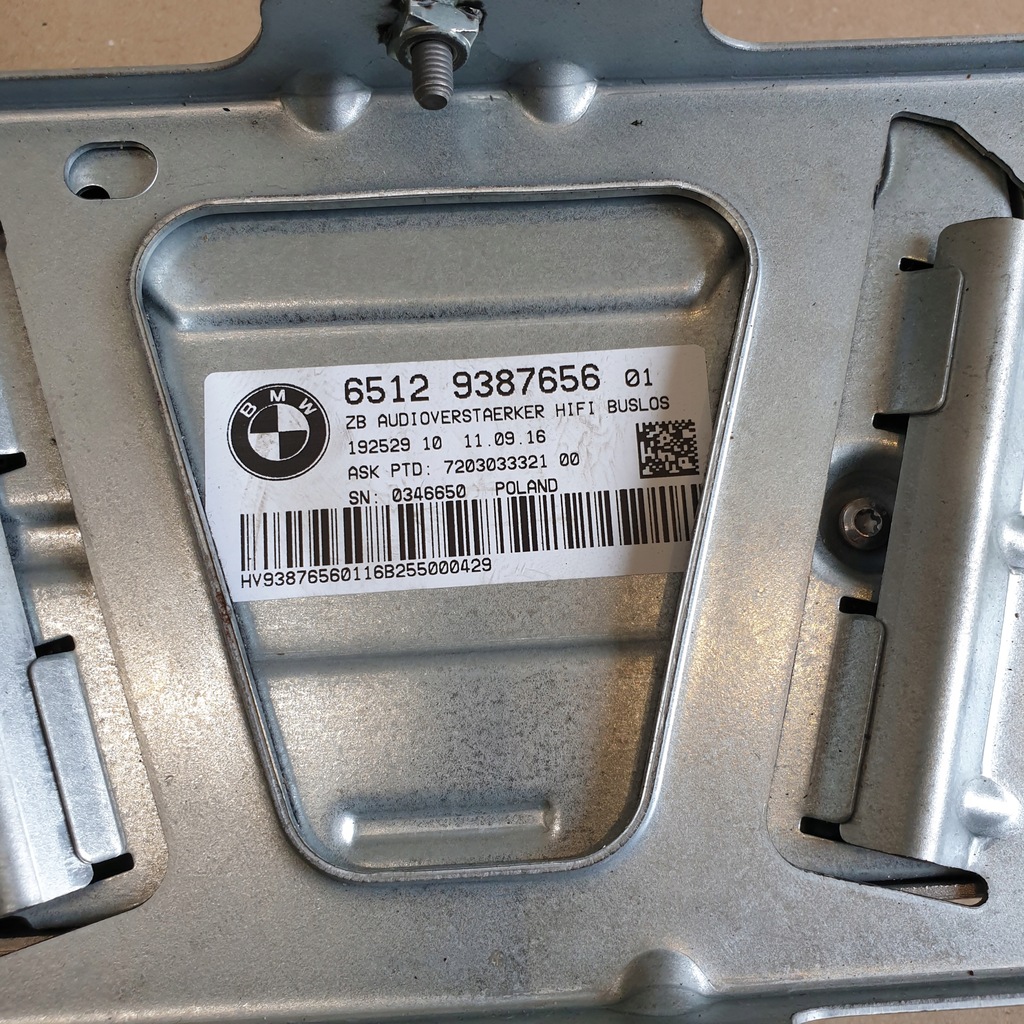 BMW
6512 9387656 01
ZB AUDIOVERSTAERKER HIFI BUSLOS
192529 10 11.09.16
ASK PTD: 7203033321 00
SN: 0346650 POLAND
HV93876560116B255000429